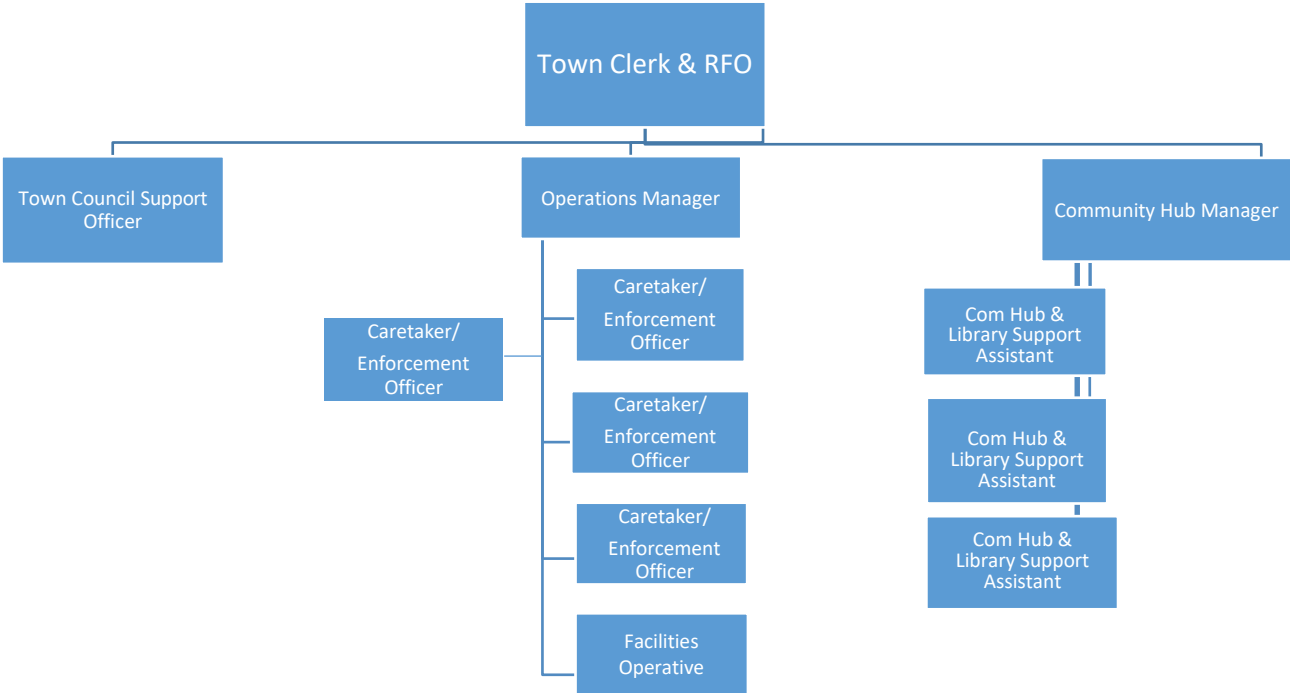 Town Clerk & RFO
Town Council Support
Officer
Operations Manager
Community Hub Manager
Caretaker/
Enforcement
Officer
Caretaker/
Enforcement
Officer
Caretaker/
Enforcement
Officer
Caretaker/
Enforcement
Officer
Facilities
Operative
Com Hub &
Library Support
Assistant
Com Hub &
Library Support
Assistant
Com Hub &
Library Support
Assistant